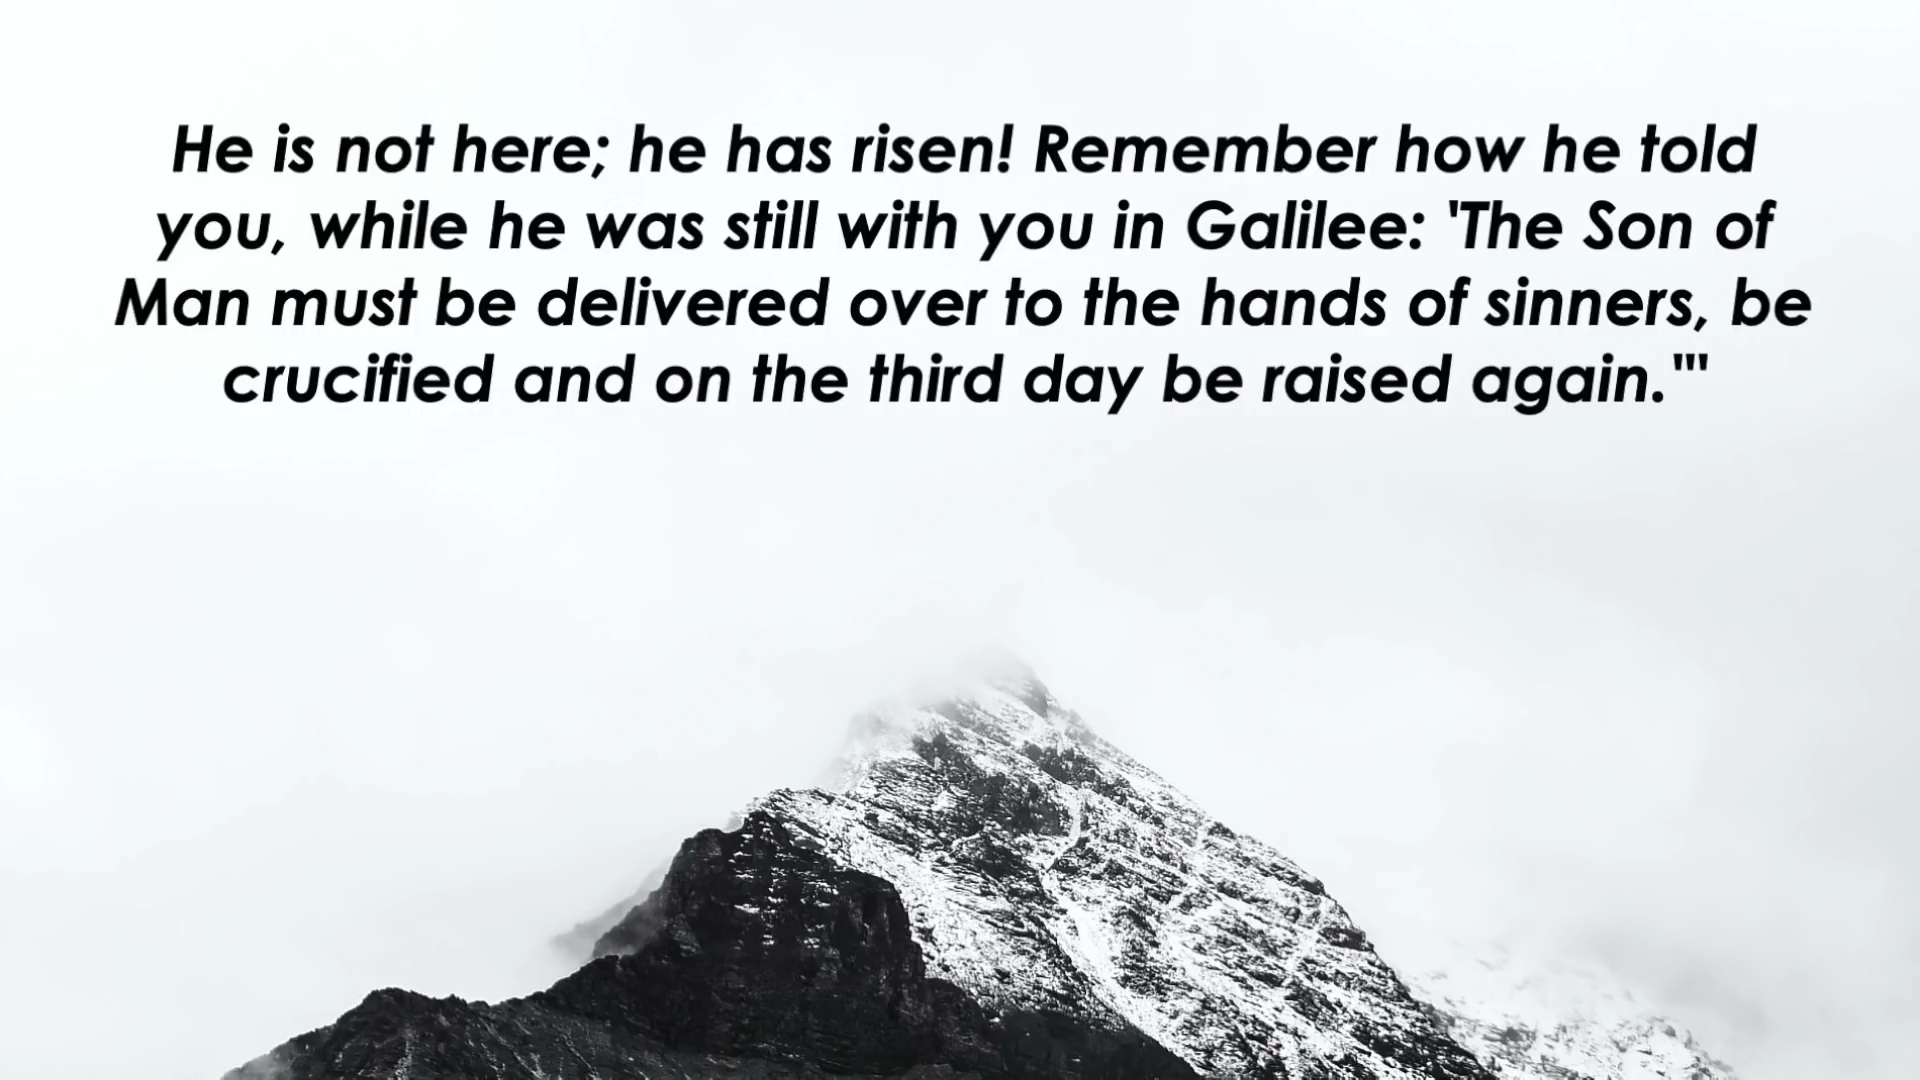 He is not here; he has risen! Remember how he told
you, while he was still with you in Galilee: 'The Son of
Man must be delivered over to the hands of sinners, be
crucified and on the third day be raised again.'"